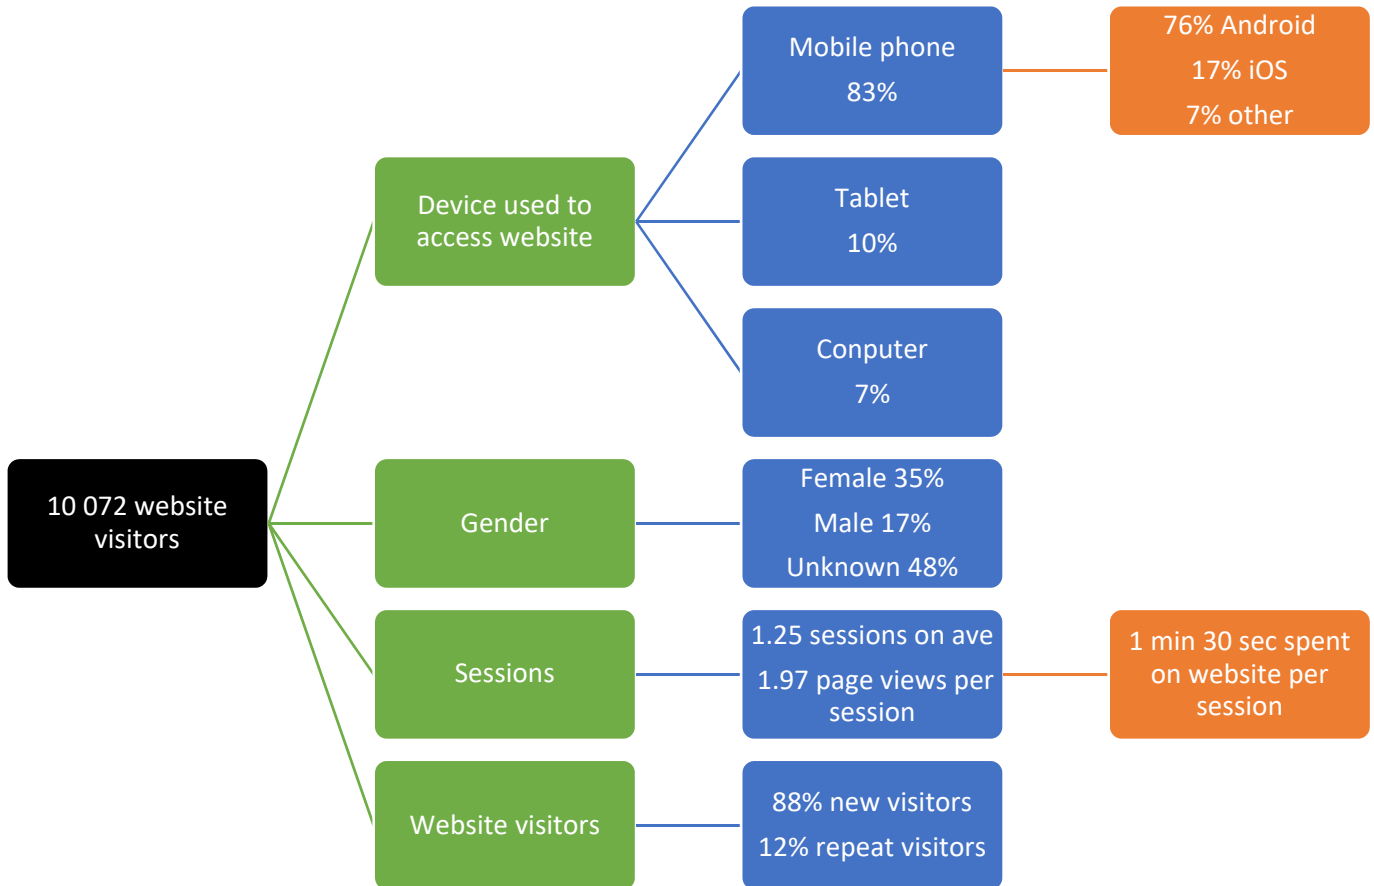 Mobile phone
83%
76% Android
17% iOS
7% other
Device used to
access website
Tablet
10%
Conputer
7%
10 072 website
visitors
Gender
Female 35%
Male 17%
Unknown 48%
Sessions
1.25 sessions on ave
1.97 page views per
session
1 min 30 sec spent
on website per
session
Website visitors
88% new visitors
12% repeat visitors